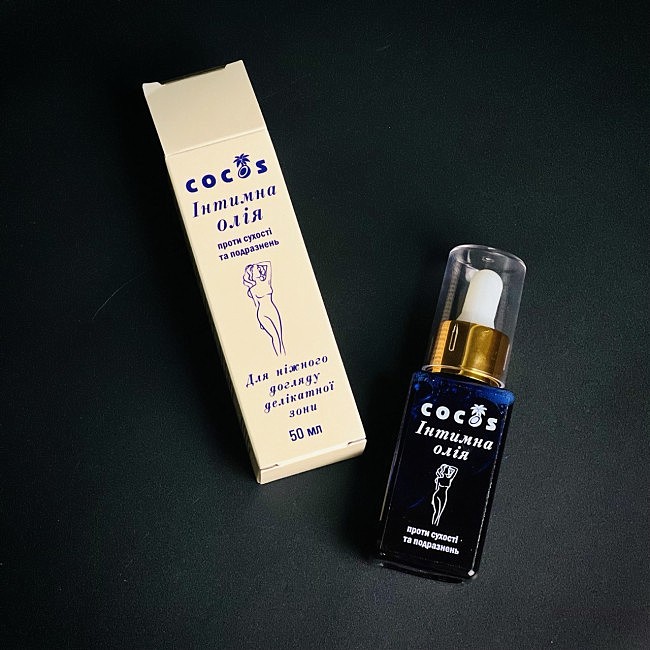 COCOS
Інтимна
олія
проти сухості
та подразнень
Для ніжного
догляду
делікатної
зони
50 мл
COCOS
Інтимна
олія
проти сухості
та подразнень